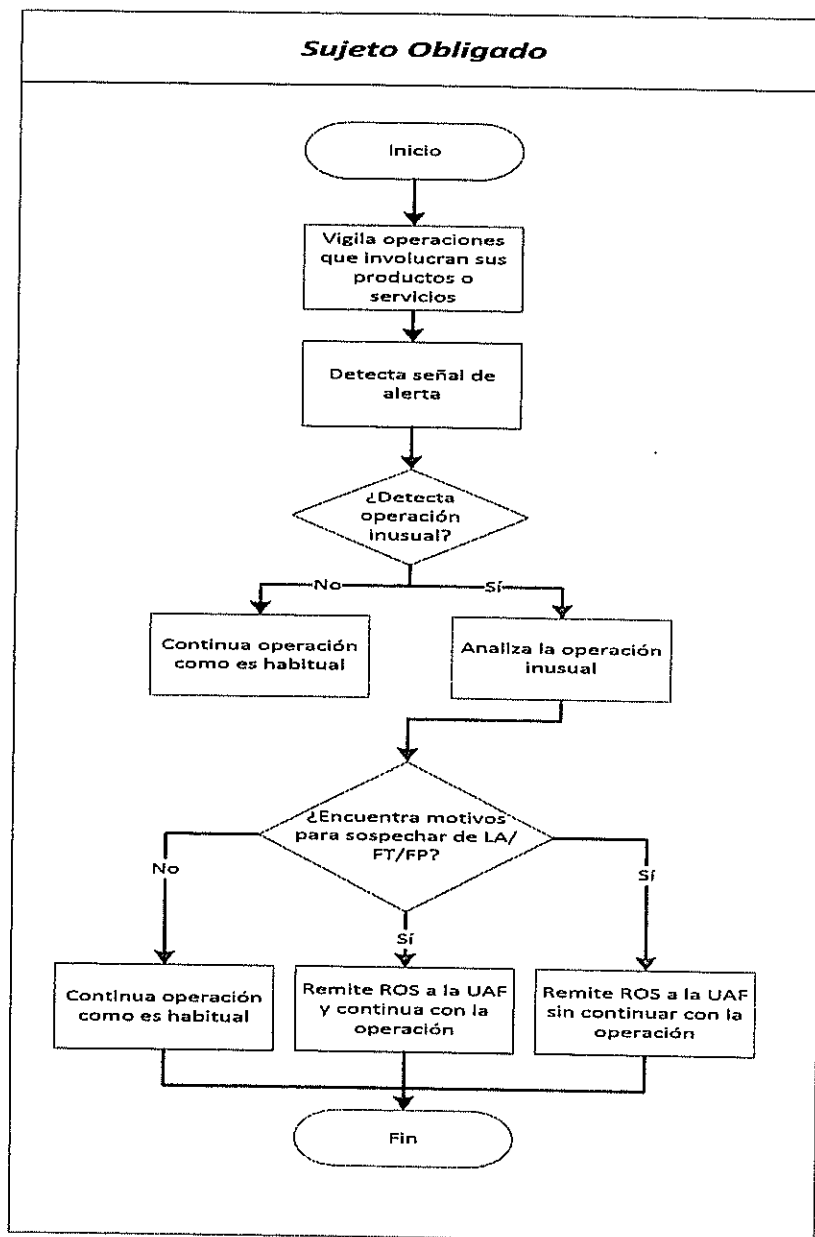 Sujeto Obligado
Inicio
Vigila operaciones
que involucran sus
productos o
servicios
Detecta señal de
alerta
¿Detecta
operación
inusual?
No
Sí
Continua operación
como es habitual
Analiza la operación
inusual
¿Encuentra motivos
para sospechar de LA/
FT/FP?
No
Sí
Sí
Continua operación
como es habitual
Remite ROS a la UAF
y continua con la
operación
Remite ROS a la UAF
sin continuar con la
operación
Fin